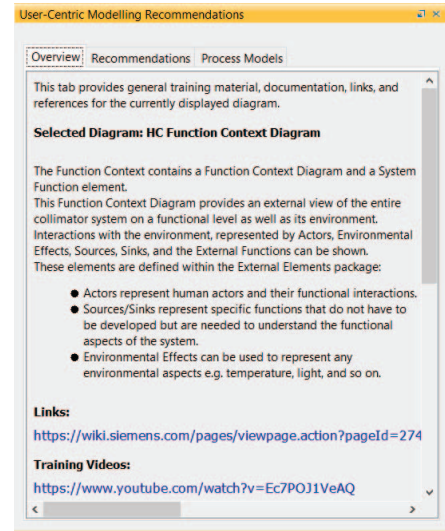 User-Centric Modelling Recommendations
Overview Recommendations Process Models
This tab provides general training material, documentation, links, and
references for the currently displayed diagram.
Selected Diagram: HC Function Context Diagram
The Function Context contains a Function Context Diagram and a System
Function element.
This Function Context Diagram provides an external view of the entire
collimator system on a functional level as well as its environment.
Interactions with the environment, represented by Actors, Environmental
Effects, Sources, Sinks, and the External Functions can be shown.
These elements are defined within the External Elements package:
● Actors represent human actors and their functional interactions.
● Sources/Sinks represent specific functions that do not have to
be developed but are needed to understand the functional
aspects of the system.
● Environmental Effects can be used to represent any
environmental aspects e.g. temperature, light, and so on.
Links:
https://wiki.siemens.com/pages/viewpage.action?pageId=274
Training Videos:
https://www.youtube.com/watch?v=Ec7POJ1VeAQ